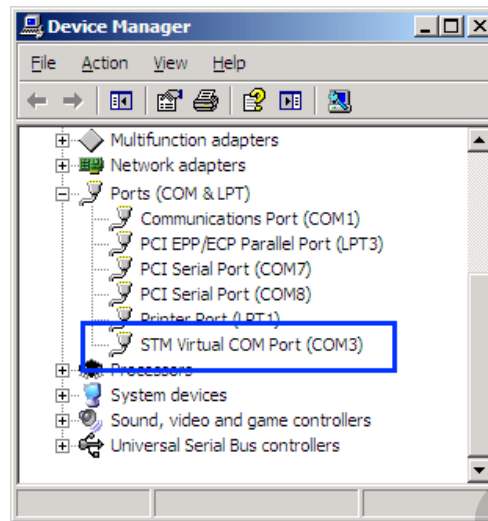 Device Manager
File Action View Help
Multifunction adapters
Network adapters
Ports (COM & LPT)
Communications Port (COM1)
PCI EPP/ECP Parallel Port (LPT3)
PCI Serial Port (COM7)
PCI Serial Port (COM8)
Printer Port (LPT1)
STM Virtual COM Port (COM3)
Processors
System devices
Sound, video and game controllers
Universal Serial Bus controllers